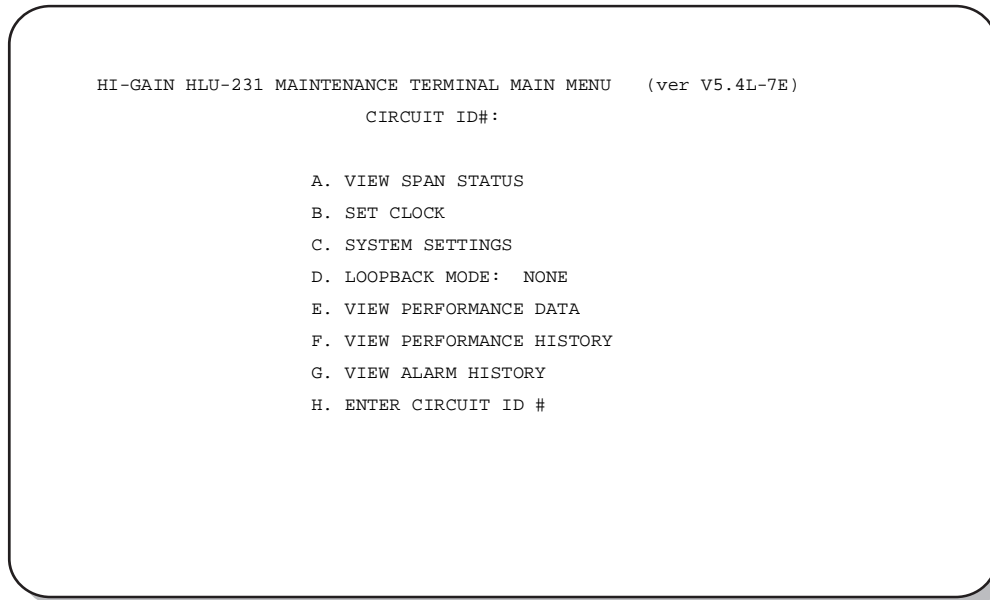 HI-GAIN HLU-231 MAINTENANCE TERMINAL MAIN MENU (ver V5.4L-7E)
CIRCUIT ID#:
A. VIEW SPAN STATUS
B. SET CLOCK
C. SYSTEM SETTINGS
D. LOOPBACK MODE: NONE
E. VIEW PERFORMANCE DATA
F. VIEW PERFORMANCE HISTORY
G. VIEW ALARM HISTORY
H. ENTER CIRCUIT ID #